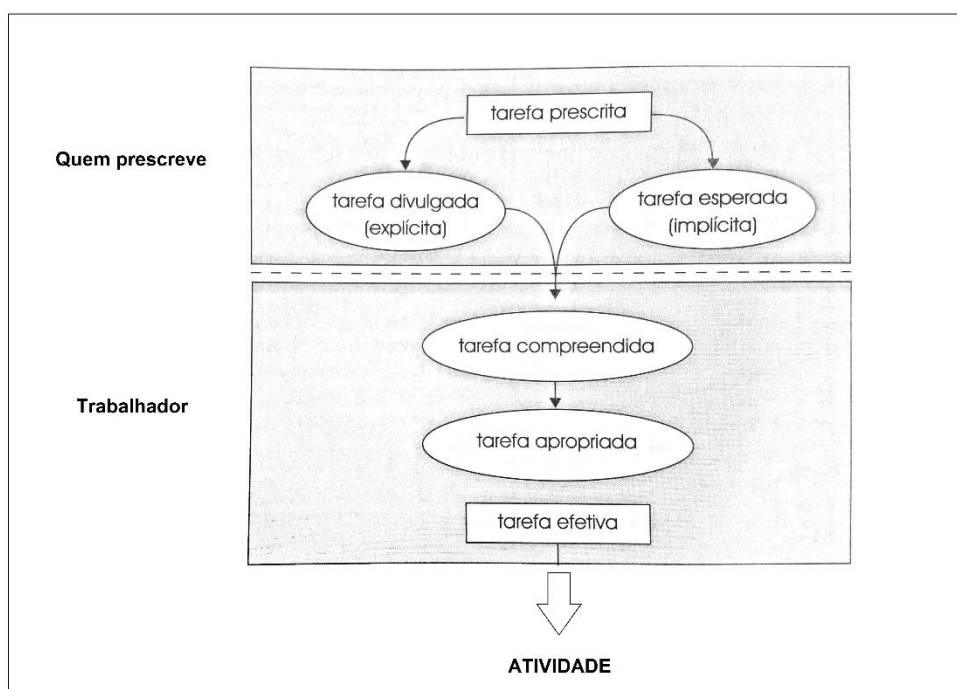 tarefa prescrita
Quem prescreve
tarefa divulgada
(explícita)
tarefa esperada
(implícita)
tarefa compreendida
Trabalhador
tarefa apropriada
tarefa efetiva
ATIVIDADE